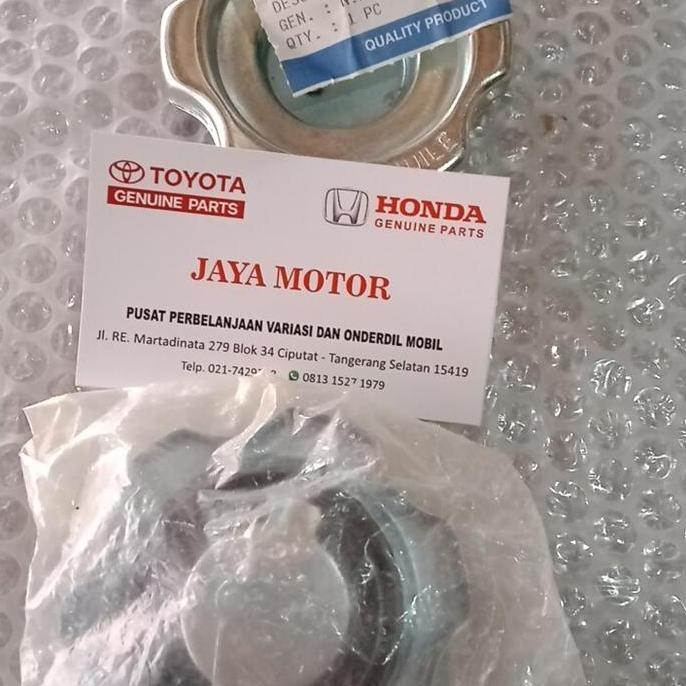 GEN. :
QTY. : 1 PC
QUALITY PRODUCT
TOYOTA
GENUINE PARTS
HONDA
GENUINE PARTS
JAYA MOTOR
PUSAT PERBELANJAAN VARIASI DAN ONDERDIL MOBIL
Jl. RE. Martadinata 279 Blok 34 Ciputat - Tangerang Selatan 15419
Telp. 0813 1527 1979